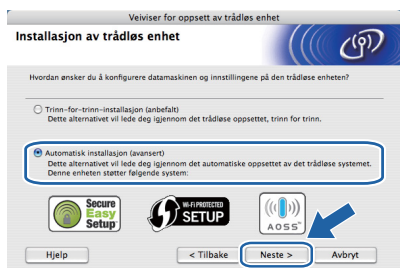 Veiviser for oppsett av trådløs enhet
Installasjon av trådløs enhet
Hvordan ønsker du å konfigurere datamaskinen og innstillingene på den trådløse enheten?
Trinn-for-trinn-installasjon (anbefalt)
Dette alternativet vil lede deg igjennom det trådløse oppsettet, trinn for trinn.
Automatisk installasjon (avansert)
Dette alternativet vil lede deg igjennom det automatiske oppsettet av det trådløse systemet.
Denne enheten støtter følgende system:
Secure
Easy
Setup
WI-FI PROTECTED
SETUP
AOSS™
Hjelp
< Tilbake
Neste >
Avbryt